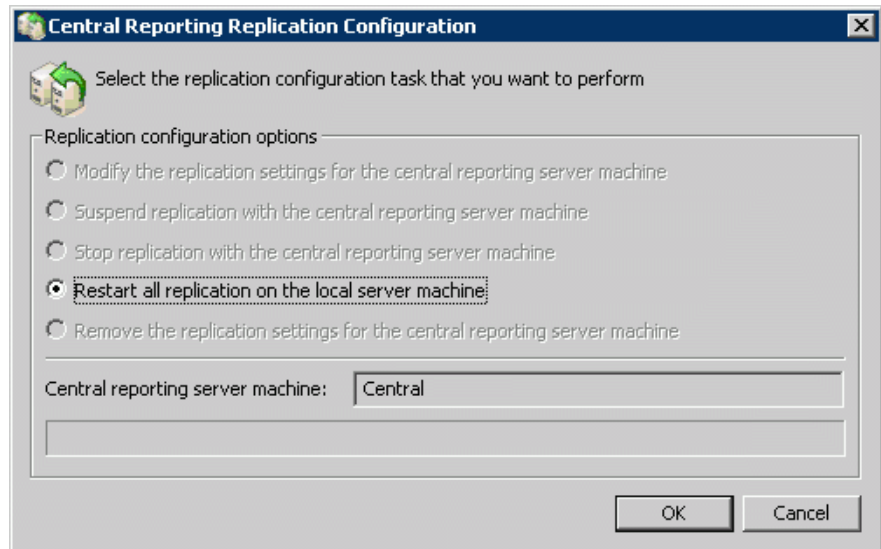 Central Reporting Replication Configuration
Select the replication configuration task that you want to perform
Replication configuration options
Modify the replication settings for the central reporting server machine
Suspend replication with the central reporting server machine
Stop replication with the central reporting server machine
Restart all replication on the local server machine
Remove the replication settings for the central reporting server machine
Central reporting server machine: Central
OK Cancel